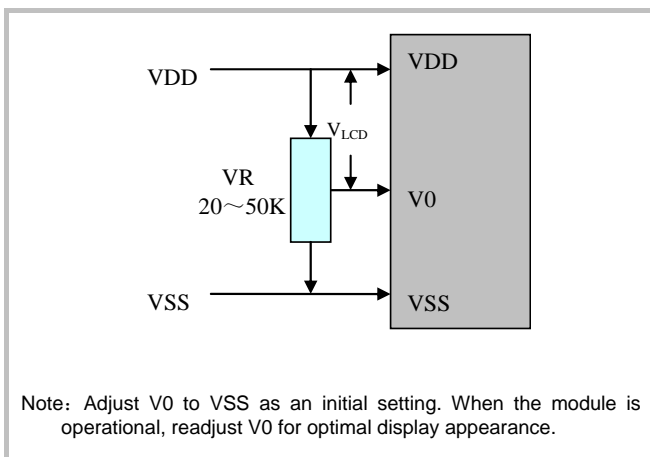 VDD
VDD
V_LCD
VR
20～50K
V0
VSS
VSS
Note：Adjust V0 to VSS as an initial setting. When the module is
operational, readjust V0 for optimal display appearance.